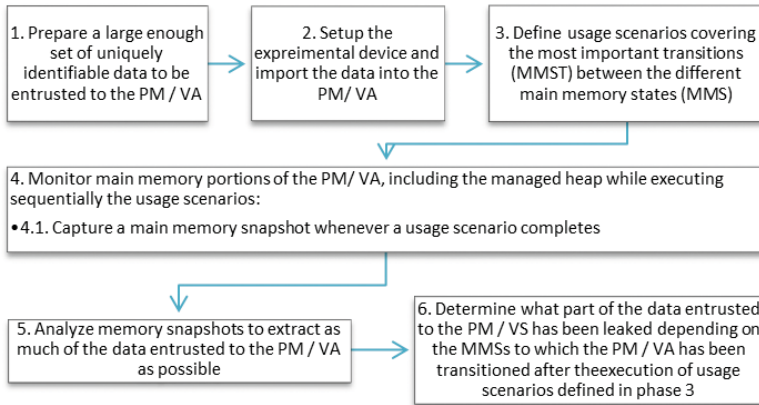 1. Prepare a large enough
set of uniquely
identifiable data to be
entrusted to the PM / VA
2. Setup the
expreimental device and
import the data into the
PM/ VA
3. Define usage scenarios covering
the most important transitions
(MMST) between the different
main memory states (MMS)
4. Monitor main memory portions of the PM/ VA, including the managed heap while executing
sequentially the usage scenarios:
•4.1. Capture a main memory snapshot whenever a usage scenario completes
5. Analyze memory snapshots to extract as
much of the data entrusted to the PM / VA
as possible
6. Determine what part of the data entrusted
to the PM / VS has been leaked depending on
the MMSs to which the PM / VA has been
transitioned after theexecution of usage
scenarios defined in phase 3